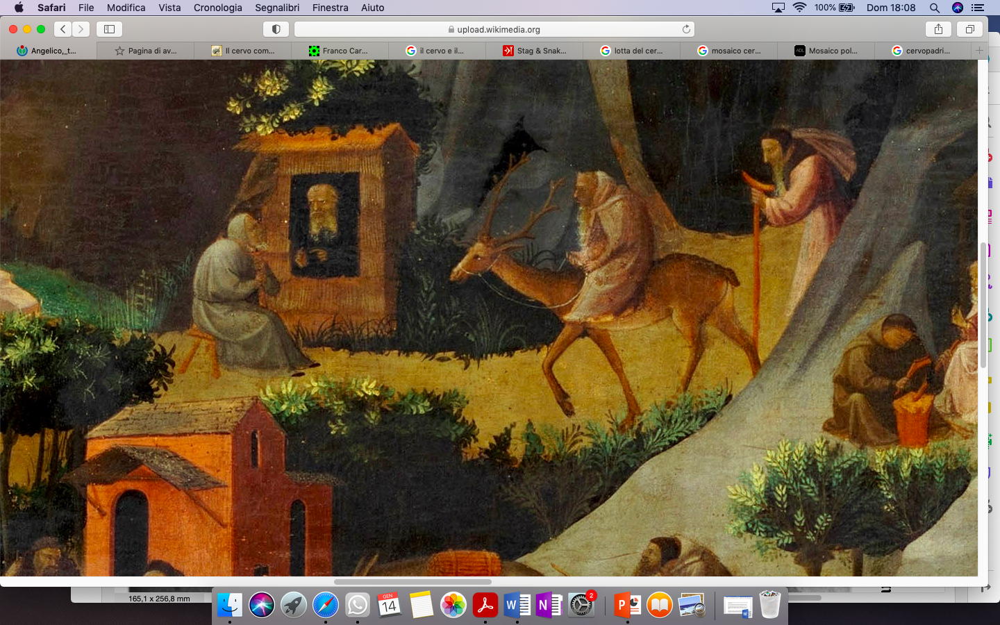 Safari File Modifica Vista Cronologia Segnalibri Finestra Aiuto 100% Dom 18:08
upload.wikimedia.org
Angelico,_t... Pagina di av... Il cervo com... Franco Car... il cervo e il... Stag & Snak... lotta del cer... mosaico cer... ADL Mosaico pol... cervopadri...
165,1 x 256,8 mm
GEN
14
W N 2 P
W